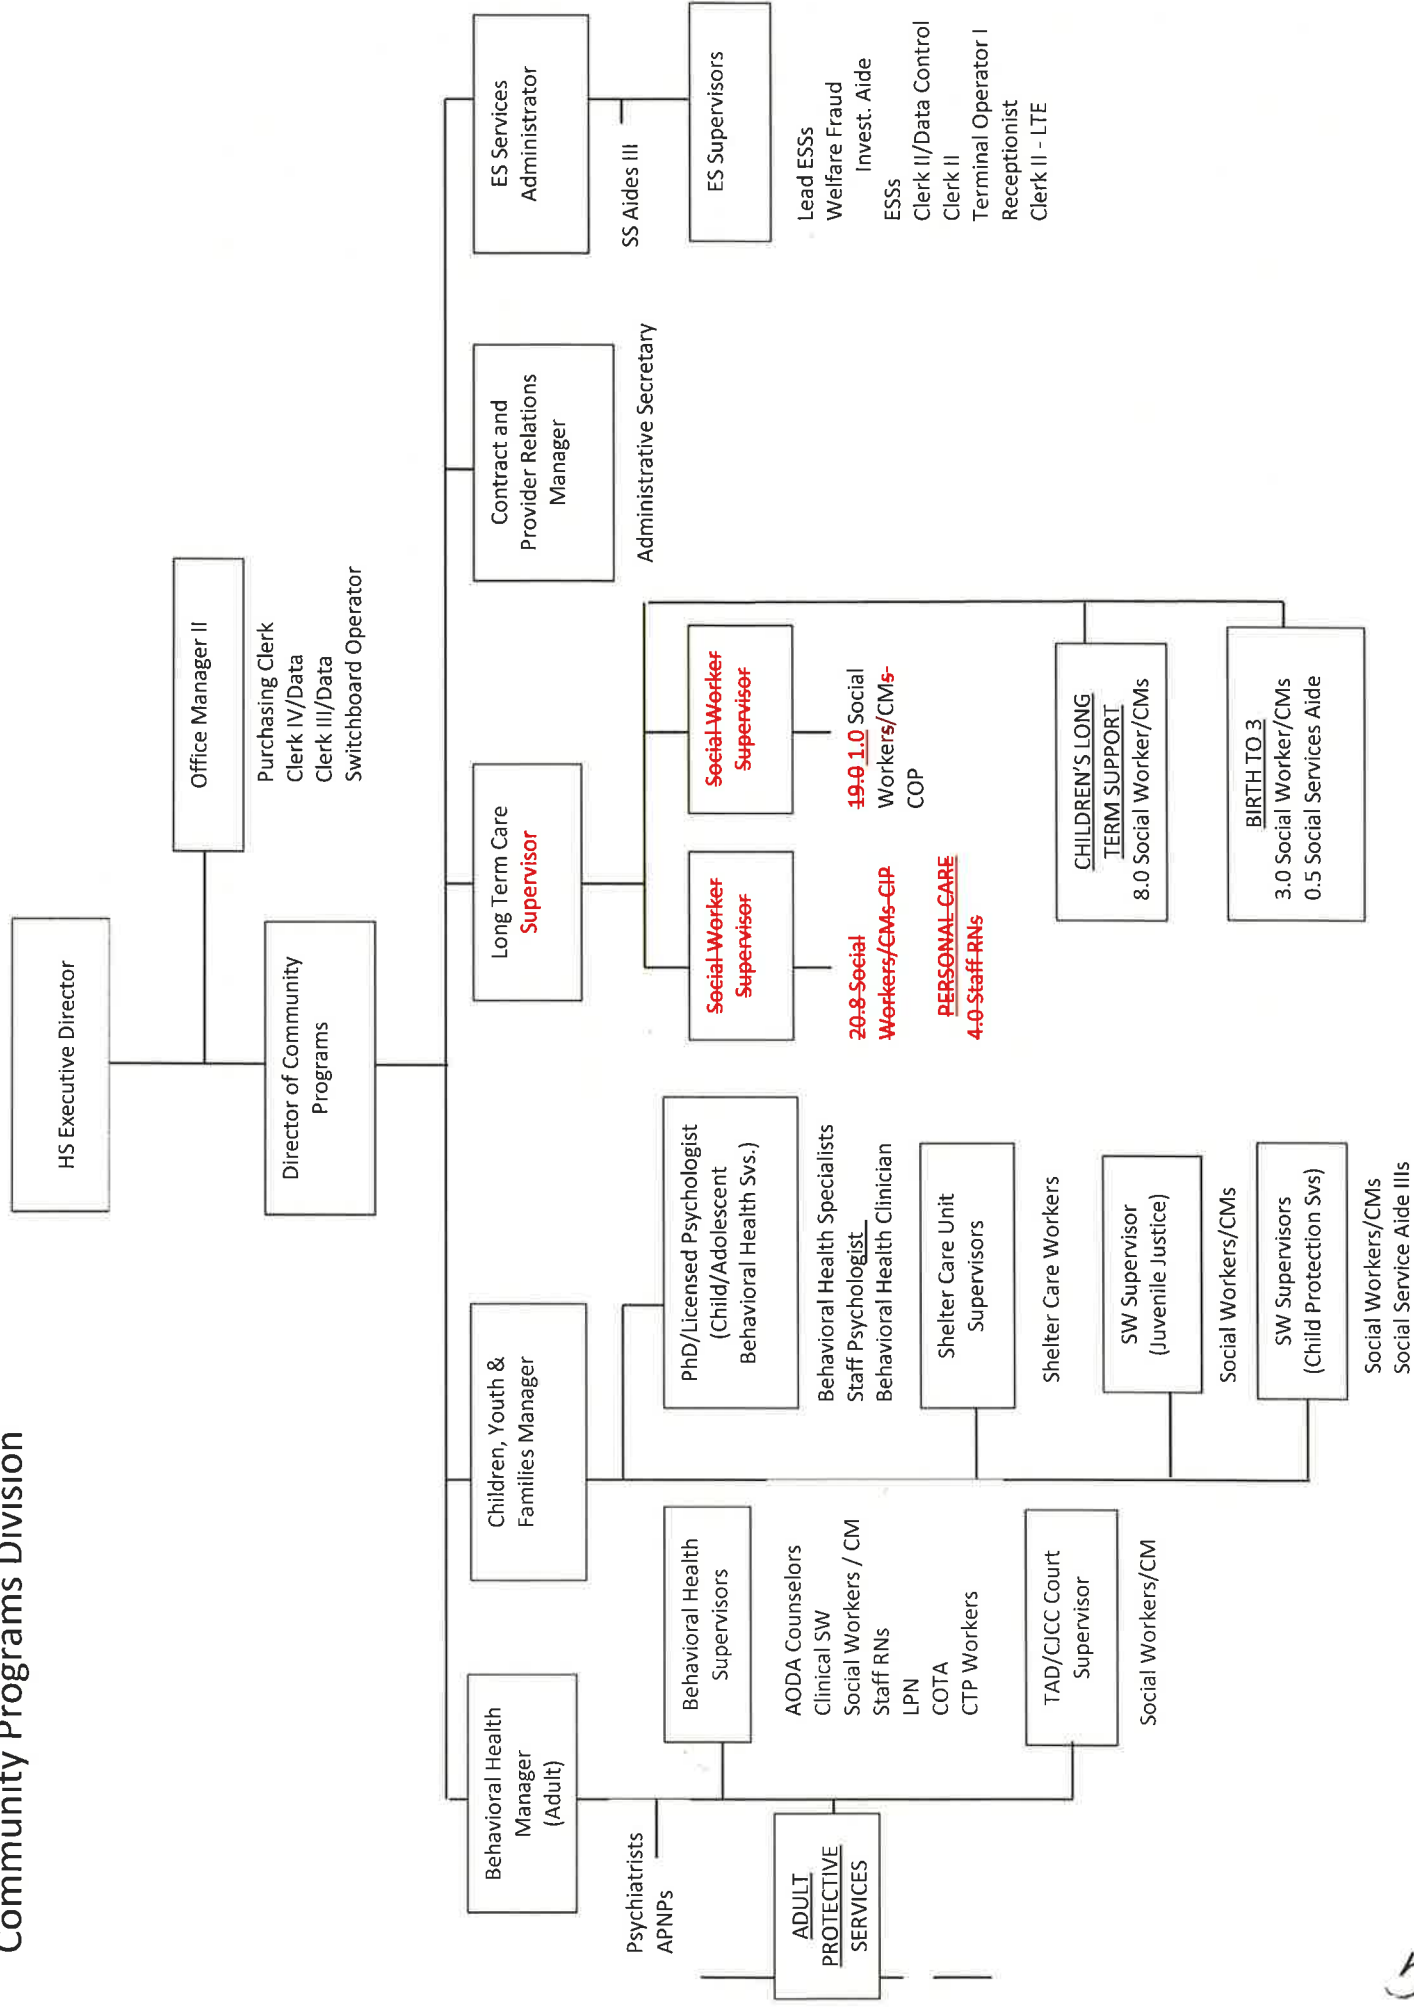 Community Programs Division
HS Executive Director
Office Manager II
Purchasing Clerk
Clerk IV/Data
Clerk III/Data
Switchboard Operator
Director of Community
Programs
Behavioral Health
Manager
(Adult)
Psychiatrists
APNPs
ADULT
PROTECTIVE
SERVICES
Behavioral Health
Supervisors
AODA Counselors
Clinical SW
Social Workers / CM
Staff RNs
LPN
COTA
CTP Workers
TAD/CJCC Court
Supervisor
Social Workers/CM
Children, Youth &
Families Manager
PhD/Licensed Psychologist
(Child/Adolescent
Behavioral Health Svs.)
Behavioral Health Specialists
Staff Psychologist
Behavioral Health Clinician
Shelter Care Unit
Supervisors
Shelter Care Workers
SW Supervisor
(Juvenile Justice)
Social Workers/CMs
SW Supervisors
(Child Protection Svs)
Social Workers/CMs
Social Service Aide IIIs
Long Term Care
Supervisor
Social Worker
Supervisor
20.8 Social
Workers/CMs CIP
PERSONAL CARE
4.0 Staff RNs
Social Worker
Supervisor
19.0 1.0 Social
Workers/CMs-
COP
CHILDREN'S LONG
TERM SUPPORT
8.0 Social Worker/CMs
BIRTH TO 3
3.0 Social Worker/CMs
0.5 Social Services Aide
Contract and
Provider Relations
Manager
Administrative Secretary
ES Services
Administrator
SS Aides III
ES Supervisors
Lead ESSs
Welfare Fraud
Invest. Aide
ESSs
Clerk II/Data Control
Clerk II
Terminal Operator I
Receptionist
Clerk II - LTE